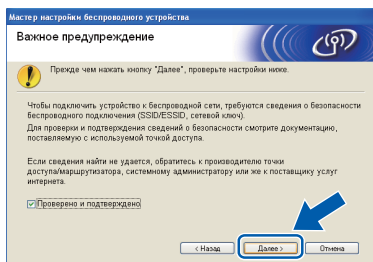 Мастер настройки беспроводного устройства
Важное предупреждение
Прежде чем нажать кнопку "Далее", проверьте настройки ниже.
Чтобы подключить устройство к беспроводной сети, требуются сведения о безопасности
беспроводного подключения (SSID/ESSID, сетевой ключ).
Для проверки и подтверждения сведений о безопасности смотрите документацию,
поставляемую с используемой точкой доступа.
Если сведения найти не удается, обратитесь к производителю точки
доступа/маршрутизатора, системному администратору или же к поставщику услуг
интернета.
Проверено и подтверждено
< Назад
Далее >
Отмена